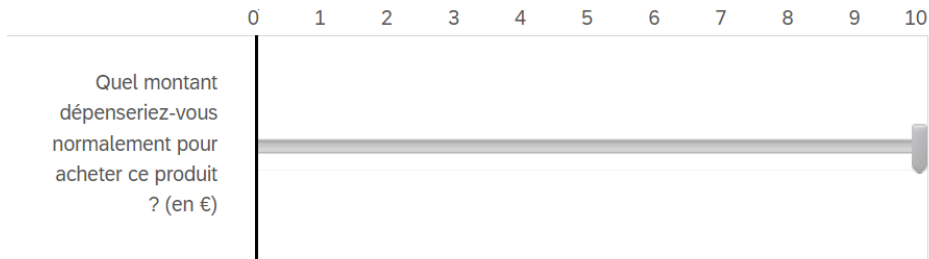 0 1 2 3 4 5 6 7 8 9 10
Quel montant
dépenseriez-vous
normalement pour
acheter ce produit
? (en €)